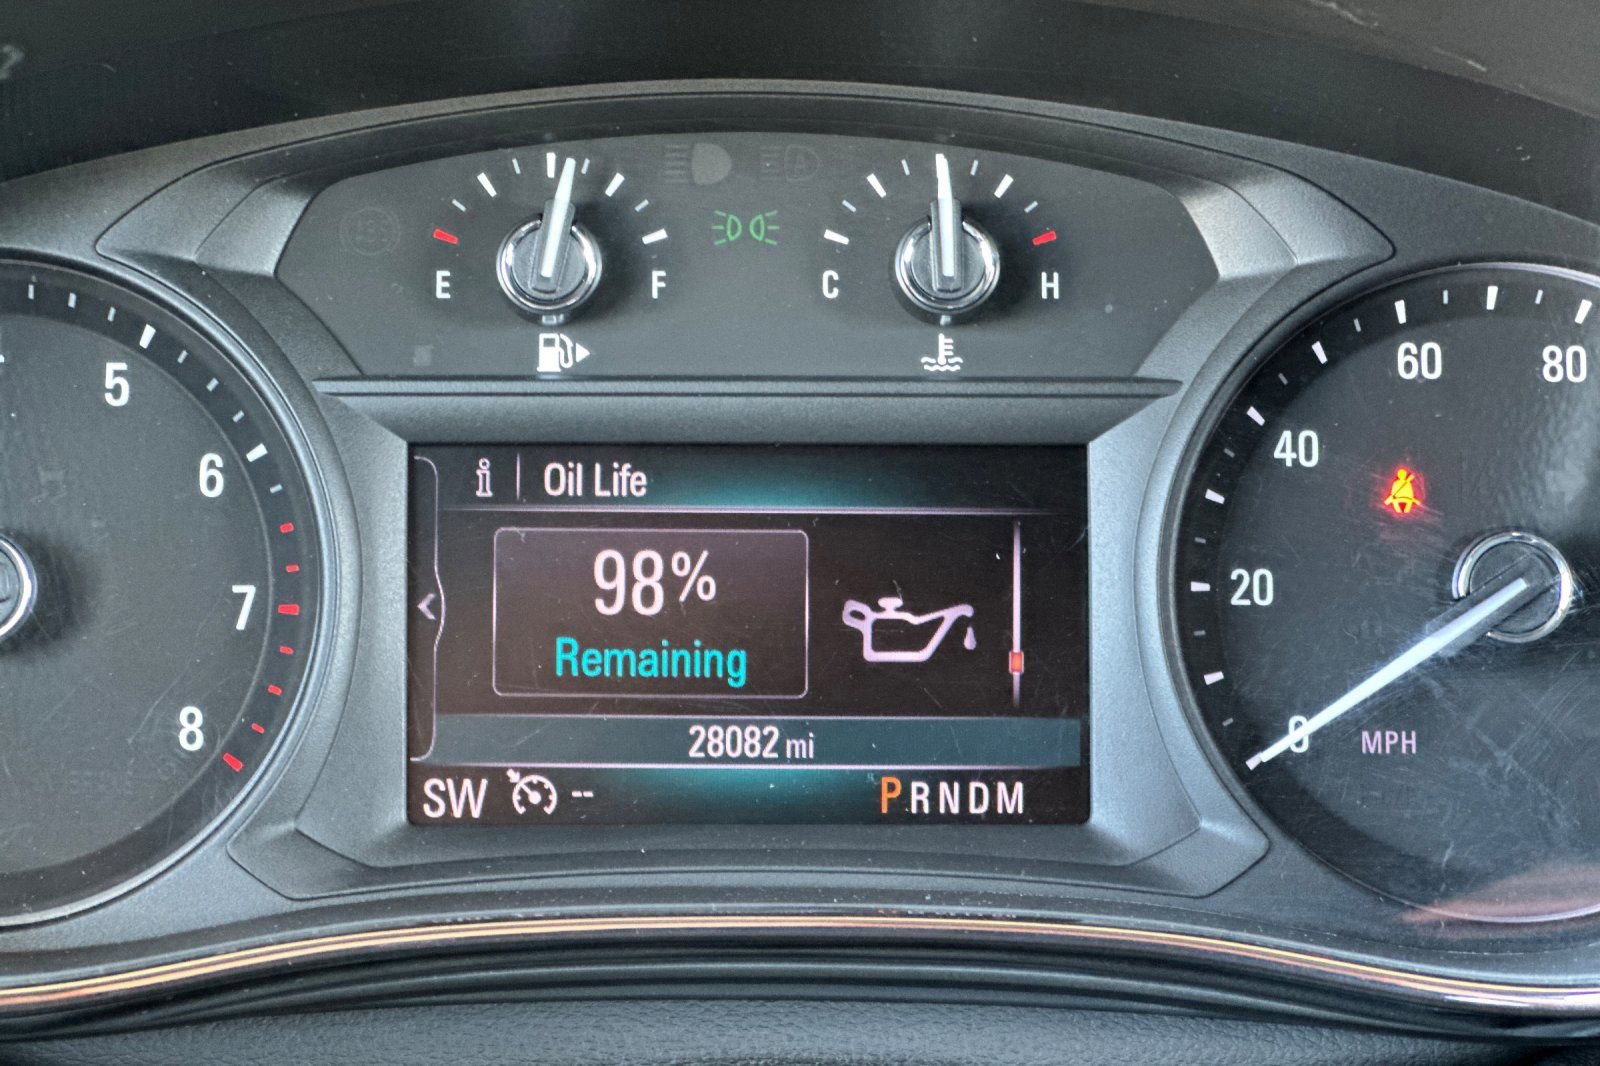 E
F
C
H
5
6
7
8
i Oil Life
98%
Remaining
28082 mi
SW --
PRNDM
0
20
40
60
80
MPH